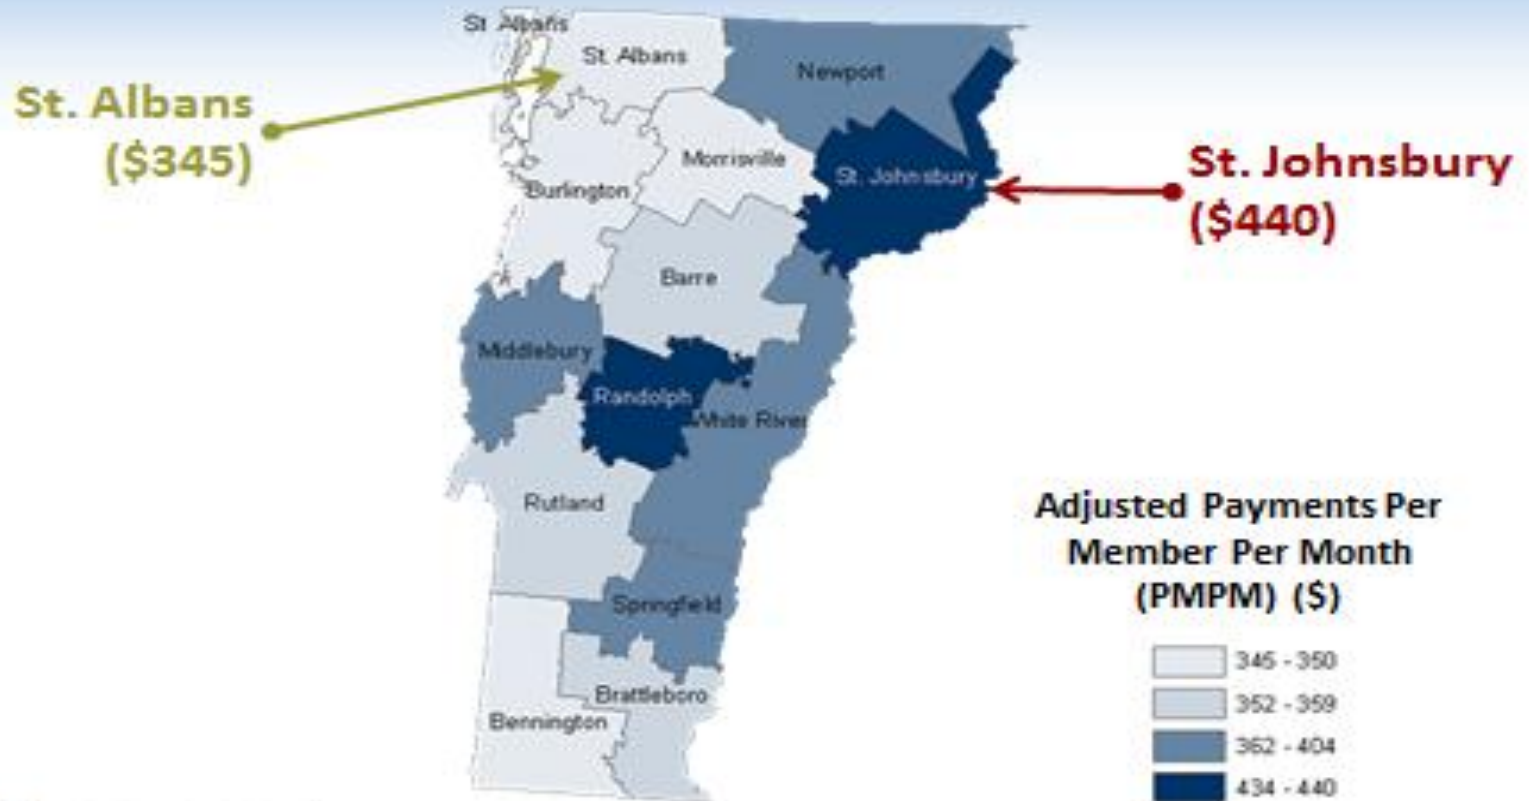 St Albans
St. Albans
Newport
St. Albans
($345)
Morrisville
St. Johnsbury
St. Johnsbury
($440)
Burlington
Barre
Middlebury
Randolph
White River
Rutland
Adjusted Payments Per
Member Per Month
(PMPM) ($)
Springfield
345 - 350
Brattleboro
352 - 359
Bennington
362 - 404
434 - 440